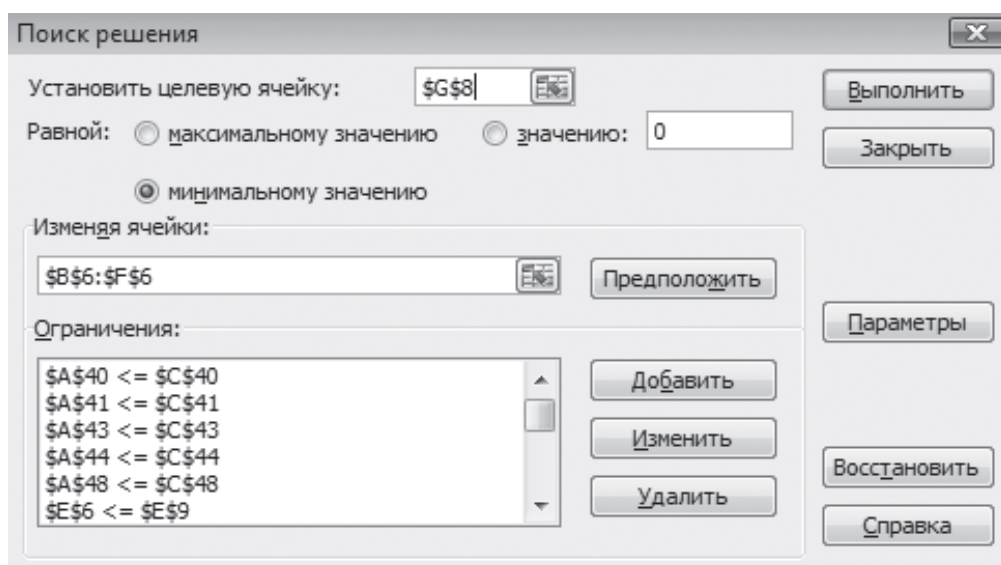 Поиск решения
Установить целевую ячейку: $G$8
Выполнить
Равной: максимальному значению значению: 0
Закрыть
минимальному значению
Изменяя ячейки:
$B$6:$F$6
Предположить
Ограничения:
Параметры
$A$40 <= $C$40
Добавить
$A$41 <= $C$41
$A$43 <= $C$43
Изменить
$A$44 <= $C$44
$A$48 <= $C$48
Восстановить
$E$6 <= $E$9
Удалить
Справка